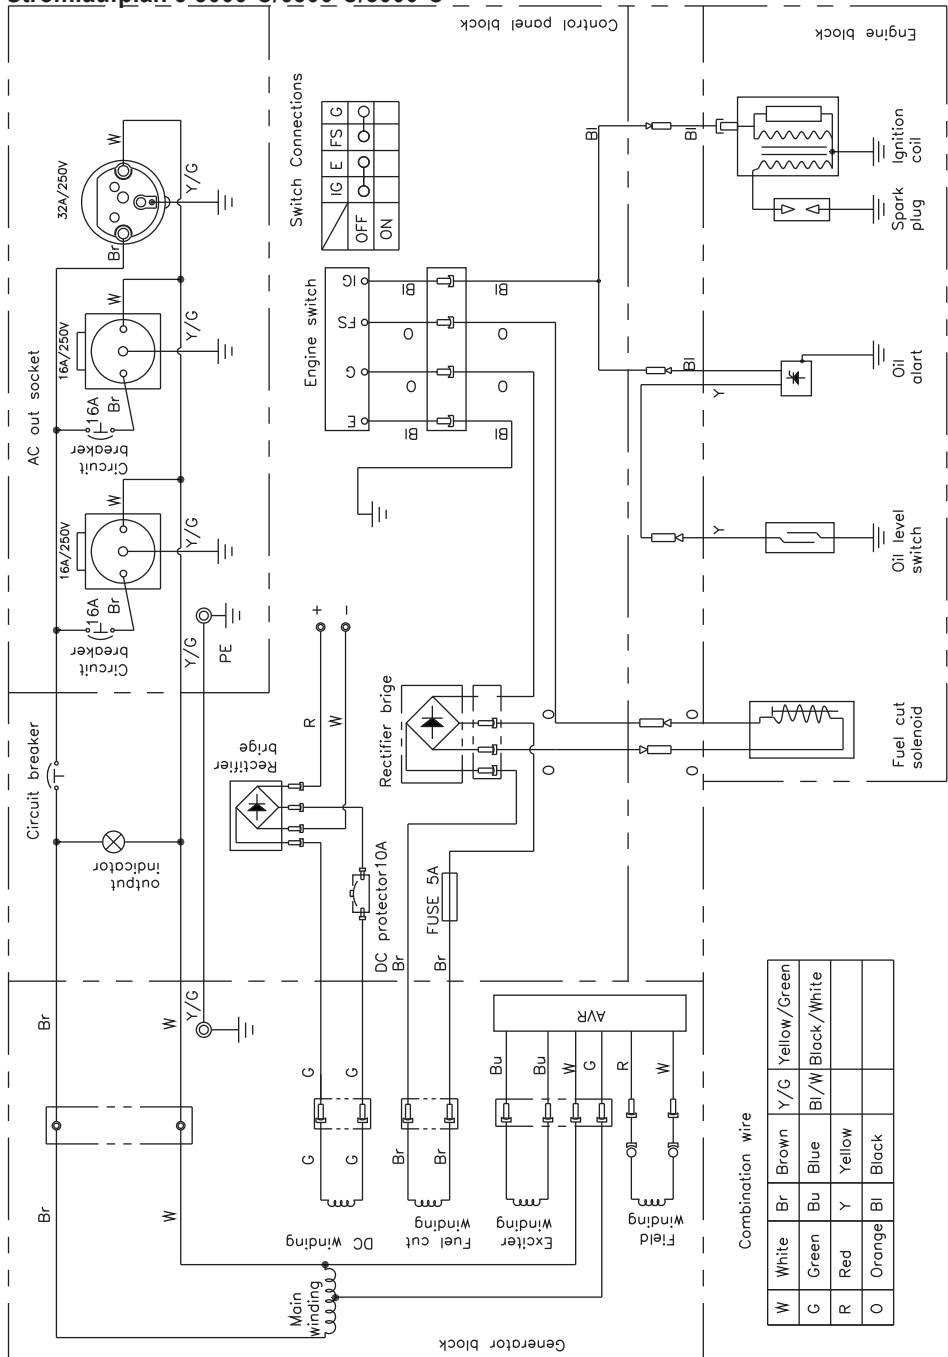 Control panel block
Engine block
AC out socket
32A/250V
W
Y/G
Br
16A/250V
W
Y/G
16A
Br
Circuit
breaker
16A/250V
W
Y/G
16A
Br
Circuit
breaker
Y/G
PE
Switch Connections
IG E FS G
OFF
ON
Engine switch
IG
FS
G
E
Bl
O
O
Bl
Bl
O
O
Bl
Bl
Bl
Ignition
coil
Spark
plug
Bl
Y
Oil
alart
Y
Oil level
switch
O
O
O
O
Fuel cut
solenoid
Circuit breaker
output
indicator
+
-
R
W
Rectifier
brige
Rectifier brige
DC protector10A
FUSE 5A
Br
Br
Br
W
Y/G
G
G
G
G
Br
Br
Bu
Bu
W
G
R
W
AVR
Br
W
DC winding
Fuel cut
winding
Exciter
winding
Field
winding
Main
winding
Generator block
Combination wire
W White Br Brown Y/G Yellow/Green
G Green Bu Blue Bl/W Black/White
R Red Y Yellow
O Orange Bl Black